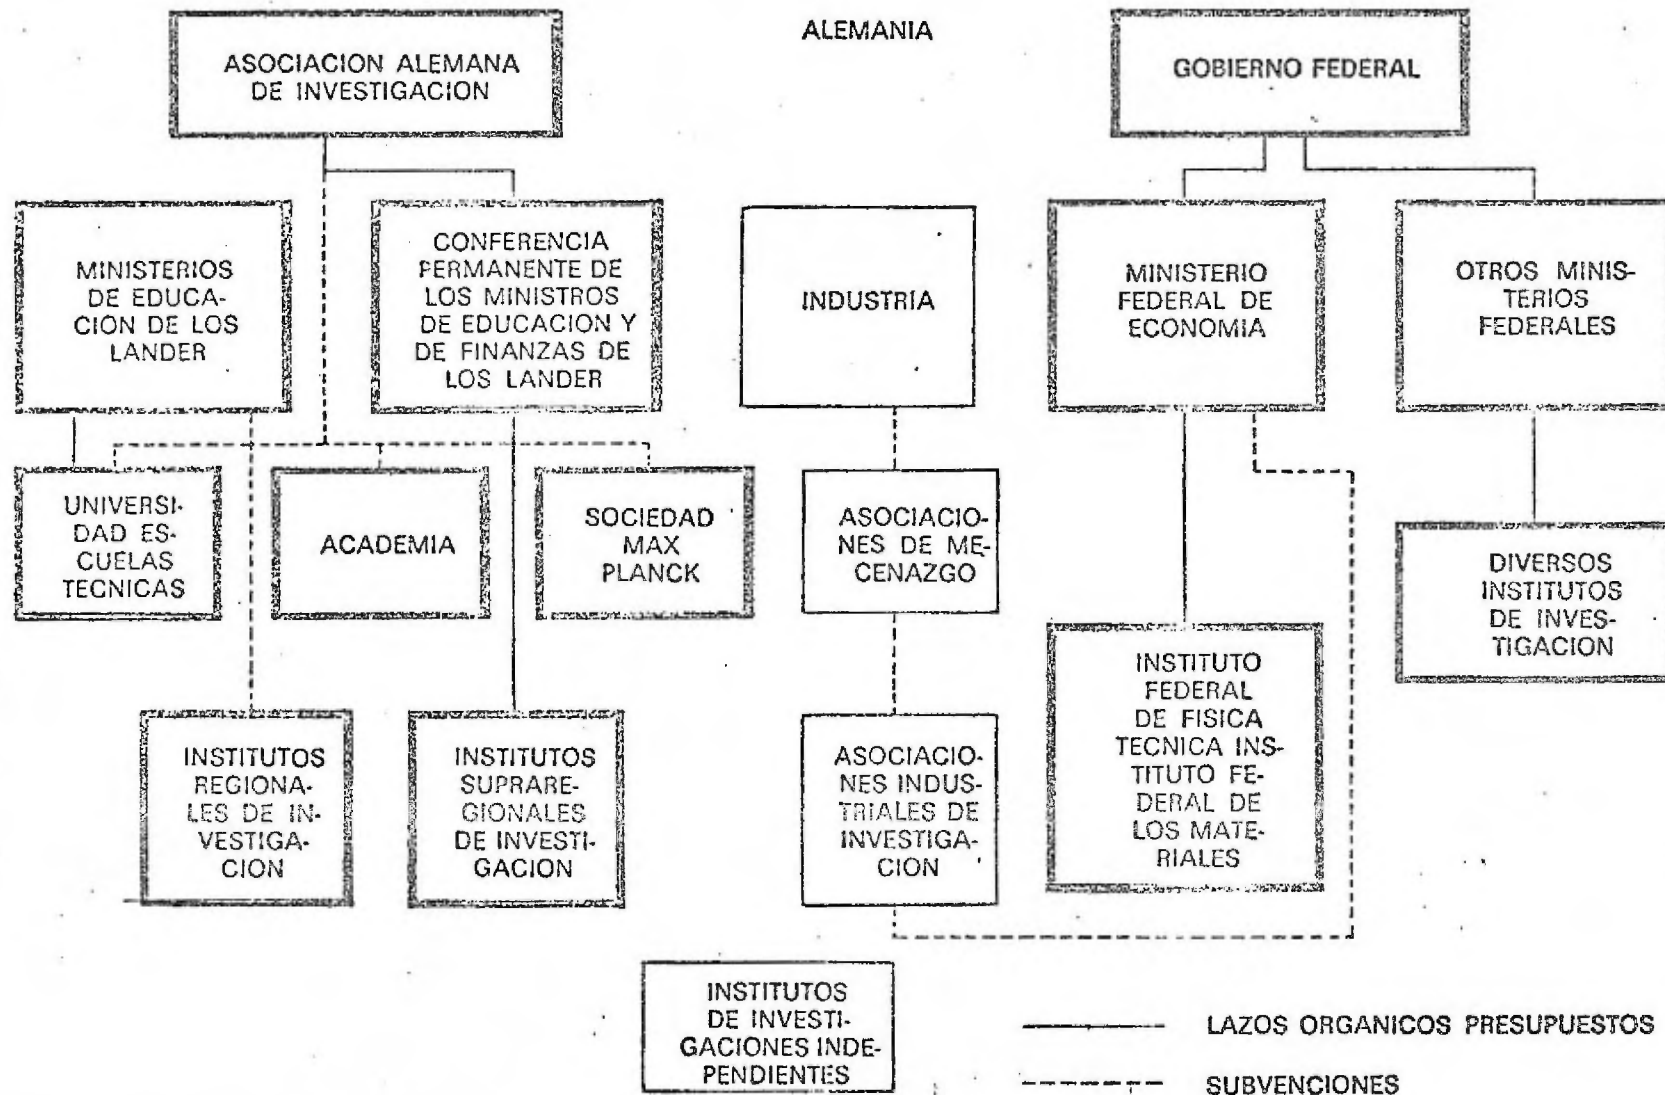 ALEMANIA
ASOCIACION ALEMANA
DE INVESTIGACION
GOBIERNO FEDERAL
MINISTERIOS
DE EDUCA-
CION DE LOS
LANDER
CONFERENCIA
PERMANENTE DE
LOS MINISTROS
DE EDUCACION Y
DE FINANZAS DE
LOS LANDER
INDUSTRIA
MINISTERIO
FEDERAL DE
ECONOMIA
OTROS MINIS-
TERIOS
FEDERALES
UNIVERSI-
DAD ES-
CUELAS
TECNICAS
ACADEMIA
SOCIEDAD
MAX
PLANCK
ASOCIACIO-
NES DE ME-
CENAZGO
DIVERSOS
INSTITUTOS
DE INVES-
TIGACION
INSTITUTOS
REGIONA-
LES DE IN-
VESTIGA-
CION
INSTITUTOS
SUPRARE-
GIONALES
DE INVESTI-
GACION
ASOCIACIO-
NES INDUS-
TRIALES DE
INVESTIGA-
CION
INSTITUTO
FEDERAL
DE FISICA
TECNICA INS-
TITUTO FE-
DERAL DE
LOS MATE-
RIALES
INSTITUTOS
DE INVESTI-
GACIONES INDE-
PENDIENTES
LAZOS ORGANICOS PRESUPUESTOS
SUBVENCIONES